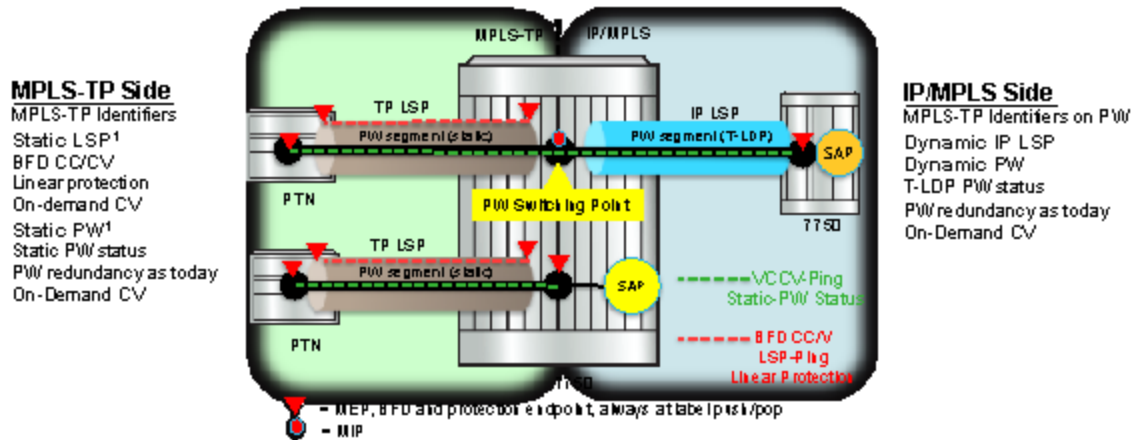 MPLS-TP
IP/MPLS
MPLS-TP Side
MPLS-TP Identifiers
Static LSP¹
BFD CC/CV
Linear protection
On-demand CV
Static PW¹
Static PW status
PW redundancy as today
On-Demand CV
TP LSP
PW segment (static)
PTN
IP LSP
PW segment (T-LDP)
SAP
PW Switching Point
7750
TP LSP
PW segment (static)
PTN
SAP
VCCV-Ping
Static-PW Status
BFD CC/V
LSP-Ping
Linear Protection
7750
IP/MPLS Side
MPLS-TP Identifiers on PW
Dynamic IP LSP
Dynamic PW
T-LDP PW status
PW redundancy as today
On-Demand CV
= MEP, BFD and protection endpoint, always at label push/pop
= MIP